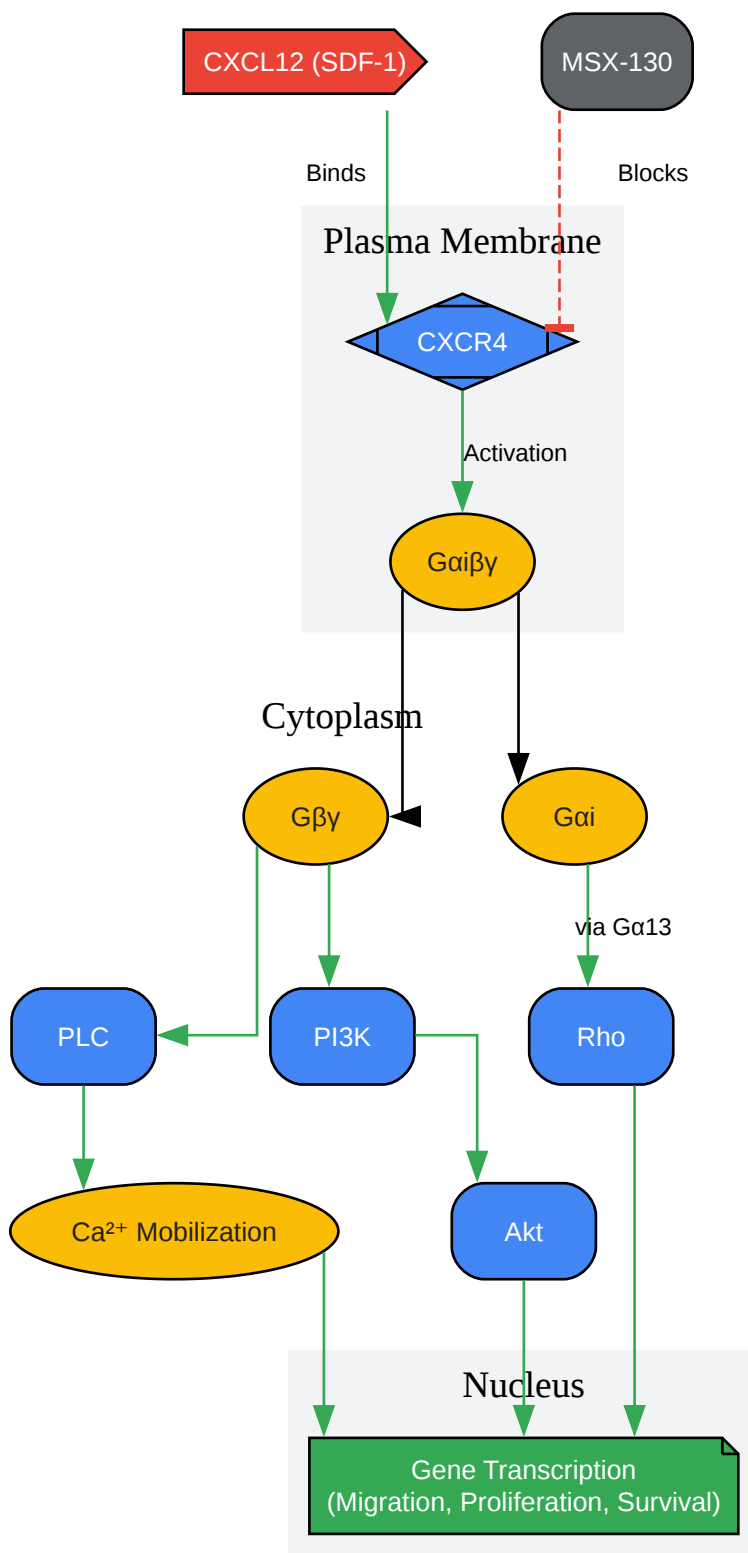 CXCL12 (SDF-1)
MSX-130
Binds
Blocks
Plasma Membrane
CXCR4
Activation
Gαiβγ
Cytoplasm
Gβγ
Gαi
via Gα13
PLC
PI3K
Rho
Ca²⁺ Mobilization
Akt
Nucleus
Gene Transcription
(Migration, Proliferation, Survival)